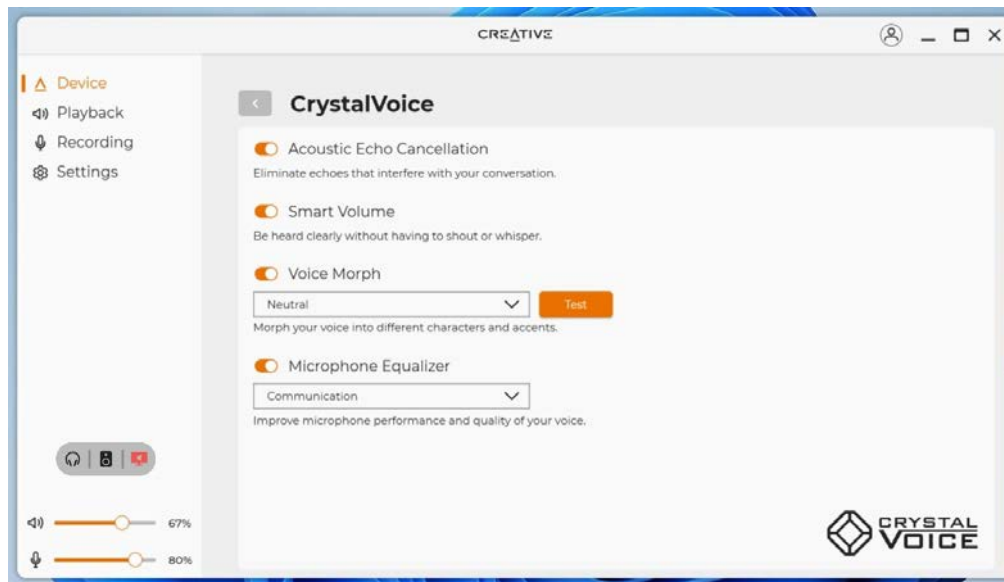 CREATIVE
Device
Playback
Recording
Settings
CrystalVoice
Acoustic Echo Cancellation
Eliminate echoes that interfere with your conversation.
Smart Volume
Be heard clearly without having to shout or whisper.
Voice Morph
Neutral
Test
Morph your voice into different characters and accents.
Microphone Equalizer
Communication
Improve microphone performance and quality of your voice.
67%
80%
CRYSTAL
VOICE